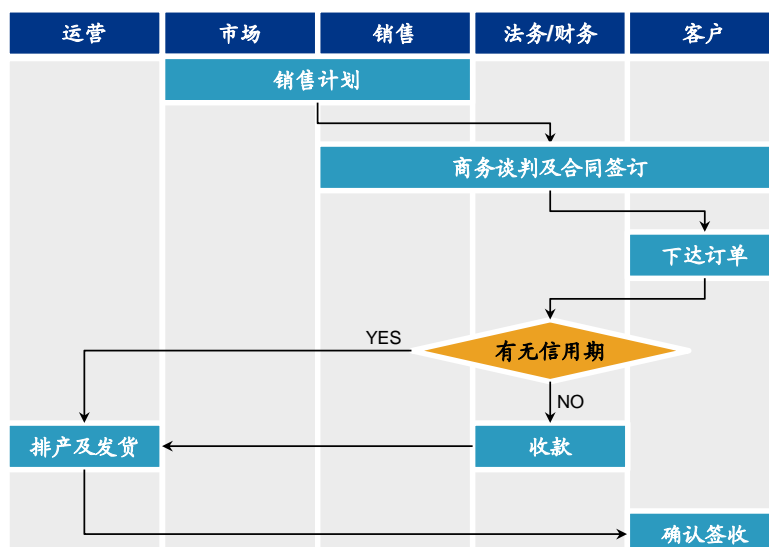 运营 市场 销售 法务/财务 客户
销售计划
商务谈判及合同签订
下达订单
YES
有无信用期
NO
排产及发货 收款
确认签收